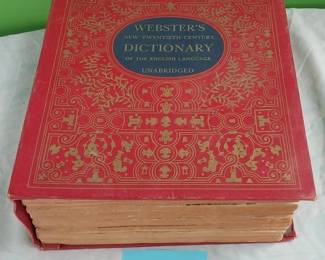 WEBSTER'S
NEW TWENTIETH CENTURY
DICTIONARY
OF THE ENGLISH LANGUAGE
UNABRIDGED